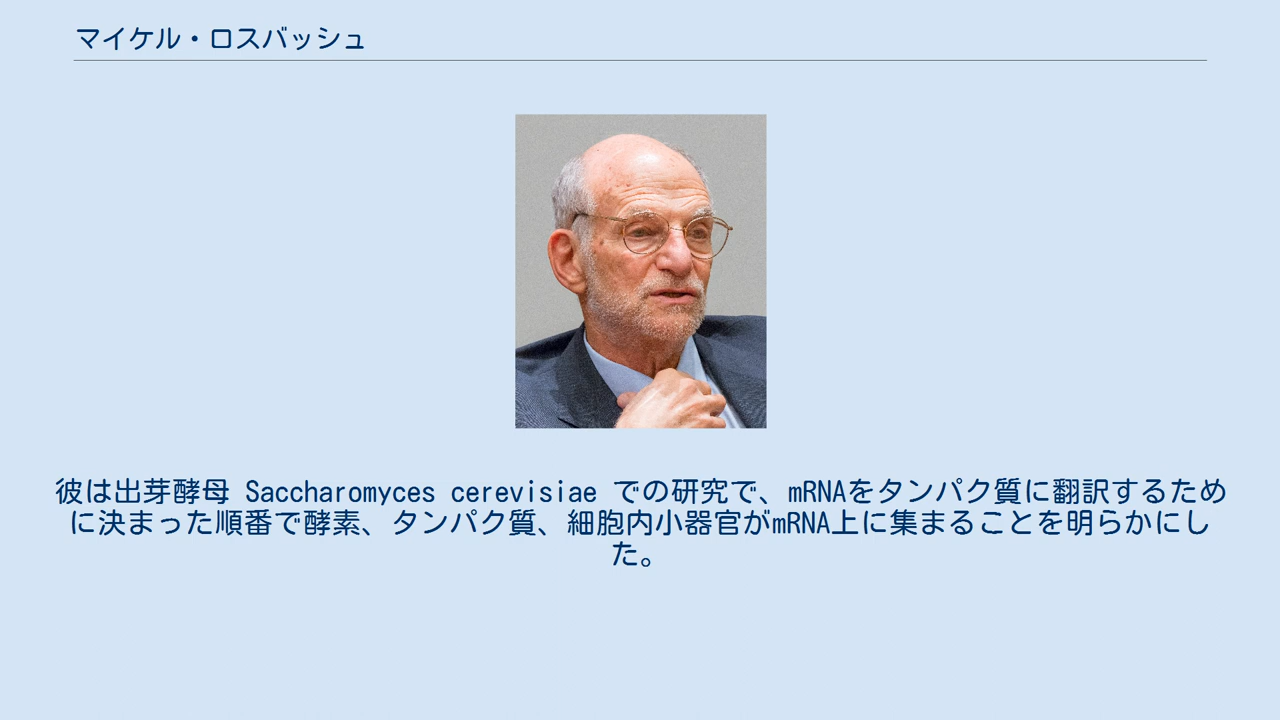 マイケル・ロスバッシュ
彼は出芽酵母 Saccharomyces cerevisiae での研究で、mRNAをタンパク質に翻訳するため
に決まった順番で酵素、タンパク質、細胞内小器官がmRNA上に集まることを明らかにし
た。